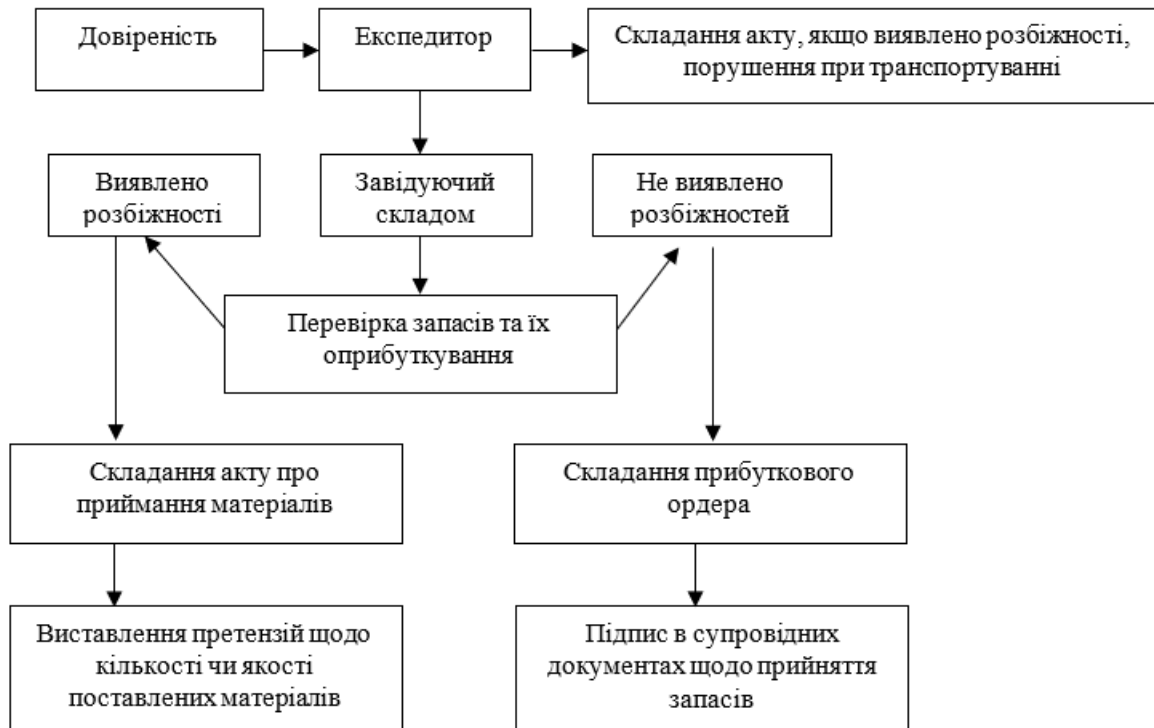 Довіреність
Експедитор
Складання акту, якщо виявлено розбіжності,
порушення при транспортуванні
Виявлено
розбіжності
Завідуючий
складом
Не виявлено
розбіжностей
Перевірка запасів та їх
оприбуткування
Складання акту про
приймання матеріалів
Складання прибуткового
ордера
Виставлення претензій щодо
кількості чи якості
поставлених матеріалів
Підпис в супровідних
документах щодо прийняття
запасів